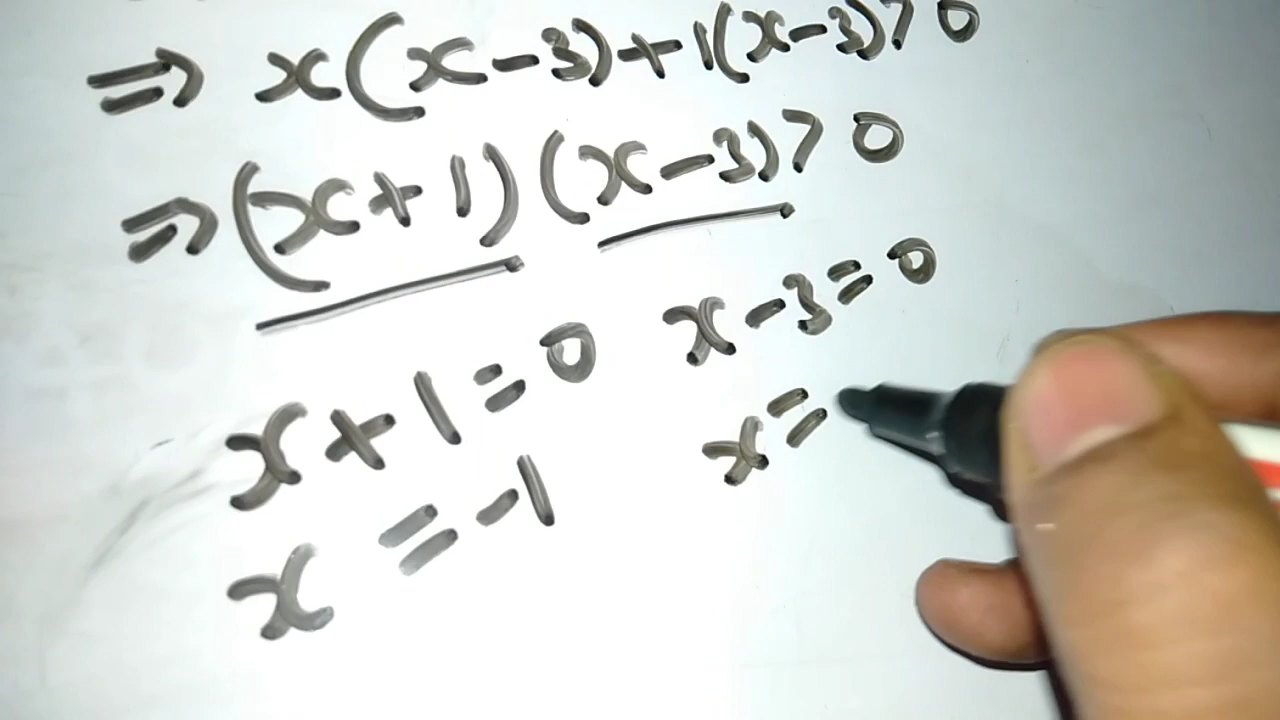 ⇒ x(x-3)+1(x-3)>0
⇒ (x+1)(x-3)>0
x+1=0 x-3=0
x=-1 x=